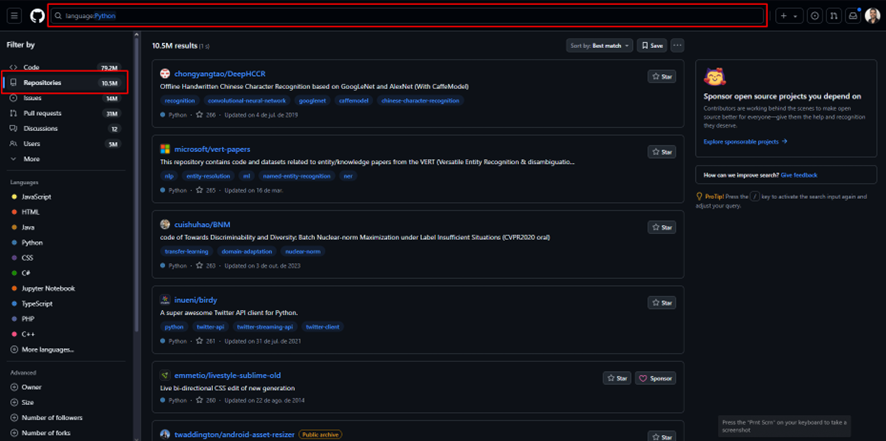 language:Python
Filter by
Code 79.2M
Repositories 10.5M
Issues 14M
Pull requests 31M
Discussions 12
Users 5M
More
Languages
JavaScript
HTML
Java
Python
CSS
C#
Jupyter Notebook
TypeScript
PHP
C++
More languages...
Advanced
Owner
Size
Number of followers
Number of forks
10.5M results (1 s)
Sort by: Best match
Save
chongyangtao/DeepHCCR
Star
Offline Handwritten Chinese Character Recognition based on GoogLeNet and AlexNet (With CaffeModel)
recognition convolutional-neural-network googlenet caffemodel chinese-character-recognition
Python · 266 · Updated on 4 de jul. de 2019
microsoft/vert-papers
Star
This repository contains code and datasets related to entity/knowledge papers from the VERT (Versatile Entity Recognition & disambiguatio...
nlp entity-resolution ml named-entity-recognition ner
Python · 265 · Updated on 18 de mar.
cuishuhao/BNM
Star
code of Towards Discriminability and Diversity: Batch Nuclear-norm Maximization under Label Insufficient Situations (CVPR2020 oral)
transfer-learning domain-adaptation nuclear-norm
Python · 263 · Updated on 3 de out. de 2023
inueni/birdy
Star
A super awesome Twitter API client for Python.
python twitter-api twitter-streaming-api twitter-client
Python · 261 · Updated on 31 de jul. de 2021
emmetio/livestyle-sublime-old
Star
Sponsor
Live bi-directional CSS edit of new generation
Python · 260 · Updated on 22 de ago. de 2014
twaddington/android-asset-resizer Public archive
Star
Sponsor open source projects you depend on
Contributors are working behind the scenes to make open
source better for everyone—give them the help and recognition
they deserve.
Explore sponsorable projects →
How can we improve search? Give feedback
ProTip! Press the / key to activate the search input again and
adjust your query.
Press the "Print Scrn" on your keyboard to take a
screenshot